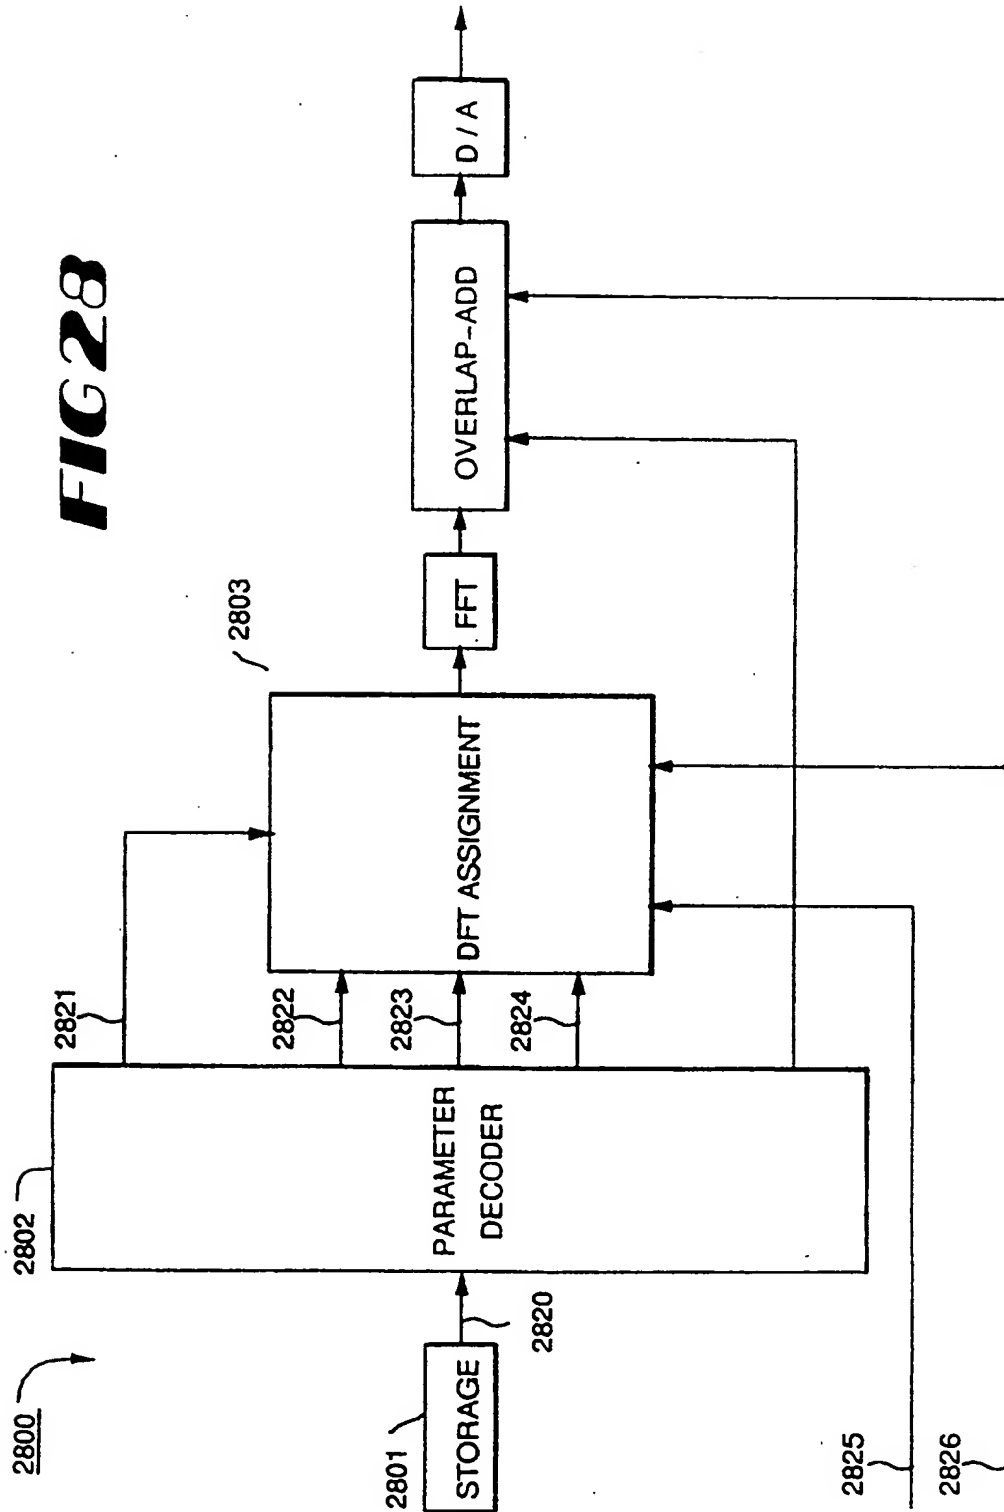 FIG 28
2800
2801
STORAGE
2820
2802
PARAMETER
DECODER
2821
2822
2823
2824
2803
DFT ASSIGNMENT
FFT
OVERLAP-ADD
D / A
2825
2826